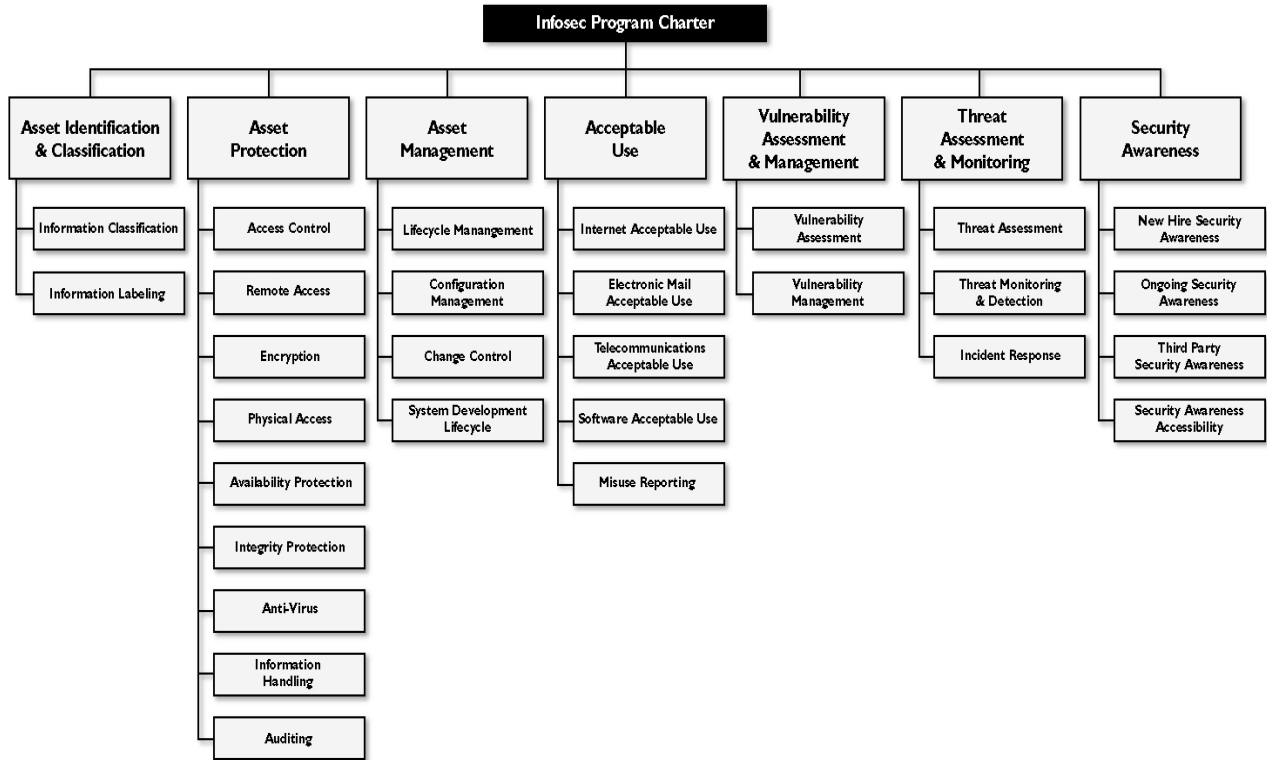 Infosec Program Charter
Asset Identification
& Classification
Information Classification
Information Labeling
Asset
Protection
Access Control
Remote Access
Encryption
Physical Access
Availability Protection
Integrity Protection
Anti-Virus
Information
Handling
Auditing
Asset
Management
Lifecycle Manangement
Configuration
Management
Change Control
System Development
Lifecycle
Acceptable
Use
Internet Acceptable Use
Electronic Mail
Acceptable Use
Telecommunications
Acceptable Use
Software Acceptable Use
Misuse Reporting
Vulnerability
Assessment
& Management
Vulnerability
Assessment
Vulnerability
Management
Threat
Assessment
& Monitoring
Threat Assessment
Threat Monitoring
& Detection
Incident Response
Security
Awareness
New Hire Security
Awareness
Ongoing Security
Awareness
Third Party
Security Awareness
Security Awareness
Accessibility